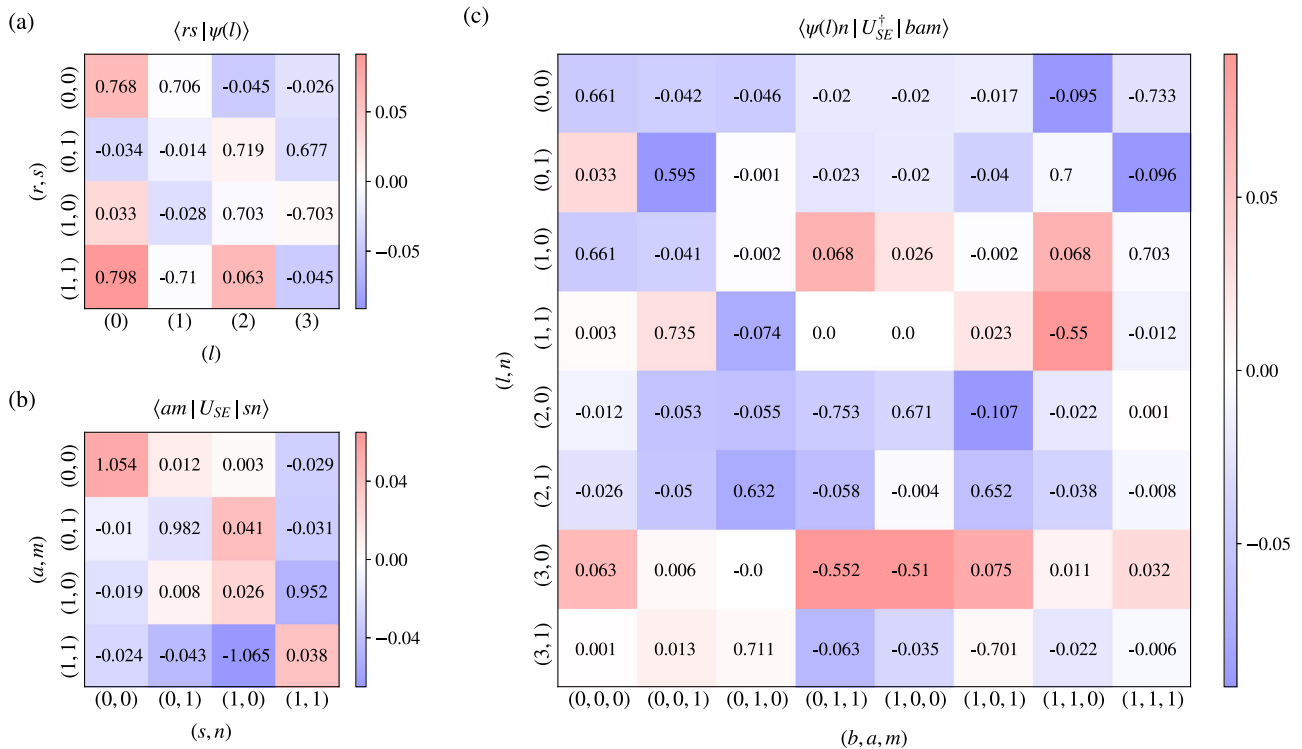 (a)
⟨rs|ψ(l)⟩
(r, s)
(0, 0) 0.768 0.706 -0.045 -0.026
(0, 1) -0.034 -0.014 0.719 0.677
(1, 0) 0.033 -0.028 0.703 -0.703
(1, 1) 0.798 -0.71 0.063 -0.045
(0) (1) (2) (3)
(l)
0.05
0.00
−0.05
(b)
⟨am|U_SE|sn⟩
(a, m)
(0, 0) 1.054 0.012 0.003 -0.029
(0, 1) -0.01 0.982 0.041 -0.031
(1, 0) -0.019 0.008 0.026 0.952
(1, 1) -0.024 -0.043 -1.065 0.038
(0, 0) (0, 1) (1, 0) (1, 1)
(s, n)
0.04
0.00
−0.04
(c)
⟨ψ(l)n|U†_SE|bam⟩
(l, n)
(0, 0) 0.661 -0.042 -0.046 -0.02 -0.02 -0.017 -0.095 -0.733
(0, 1) 0.033 0.595 -0.001 -0.023 -0.02 -0.04 0.7 -0.096
(1, 0) 0.661 -0.041 -0.002 0.068 0.026 -0.002 0.068 0.703
(1, 1) 0.003 0.735 -0.074 0.0 0.0 0.023 -0.55 -0.012
(2, 0) -0.012 -0.053 -0.055 -0.753 0.671 -0.107 -0.022 0.001
(2, 1) -0.026 -0.05 0.632 -0.058 -0.004 0.652 -0.038 -0.008
(3, 0) 0.063 0.006 -0.0 -0.552 -0.51 0.075 0.011 0.032
(3, 1) 0.001 0.013 0.711 -0.063 -0.035 -0.701 -0.022 -0.006
(0, 0, 0) (0, 0, 1) (0, 1, 0) (0, 1, 1) (1, 0, 0) (1, 0, 1) (1, 1, 0) (1, 1, 1)
(b, a, m)
0.05
0.00
−0.05